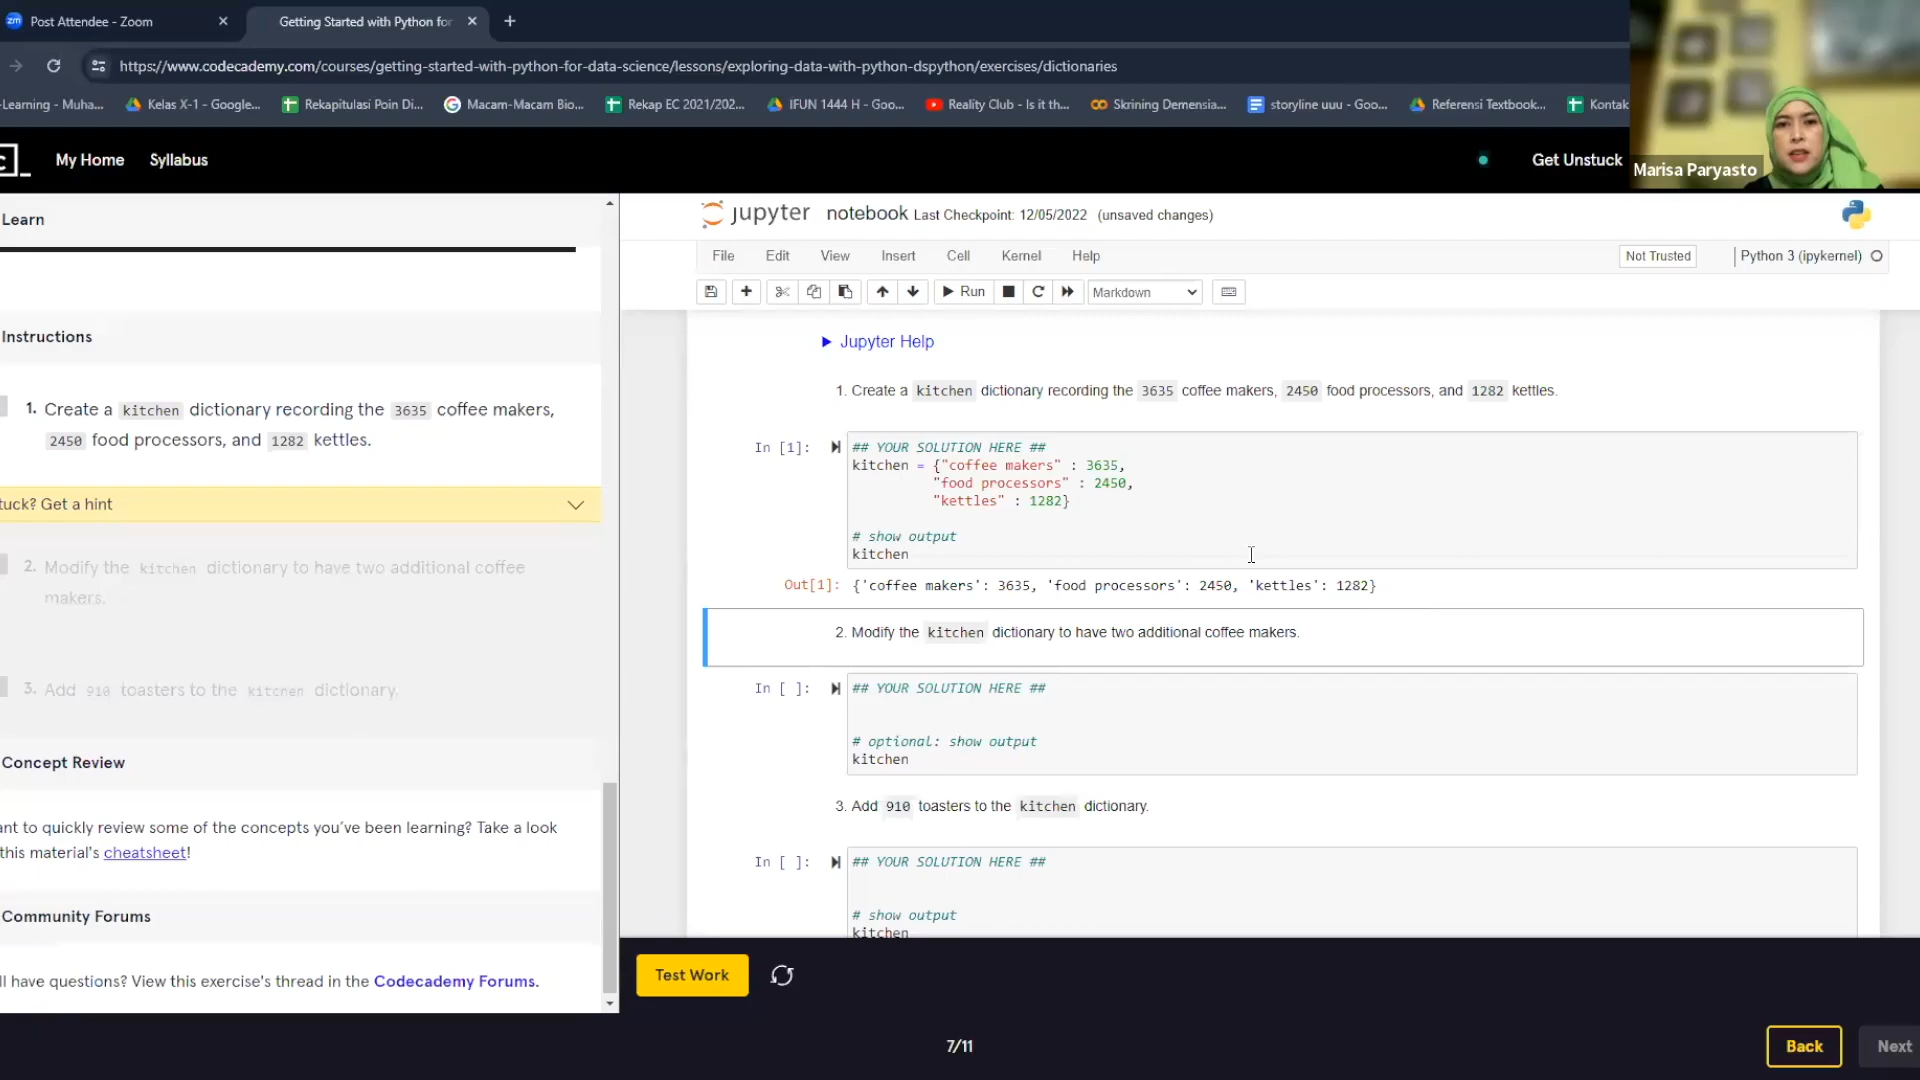 Post Attendee - Zoom
Getting Started with Python for
https://www.codecademy.com/courses/getting-started-with-python-for-data-science/lessons/exploring-data-with-python-dspython/exercises/dictionaries
-Learning - Muha...
Kelas X-1 - Google...
Rekapitulasi Poin Di...
Macam-Macam Bio...
Rekap EC 2021/202...
IFUN 1444 H - Goo...
Reality Club - Is it th...
Skrining Demensia...
storyline uuu - Goo...
Referensi Textbook...
Kontak
Marisa Paryasto
My Home
Syllabus
Get Unstuck
Learn
Instructions
1. Create a kitchen dictionary recording the 3635 coffee makers,
2450 food processors, and 1282 kettles.
tuck? Get a hint
2. Modify the kitchen dictionary to have two additional coffee
makers.
3. Add 910 toasters to the kitchen dictionary.
Concept Review
ant to quickly review some of the concepts you've been learning? Take a look
this material's cheatsheet!
Community Forums
ll have questions? View this exercise's thread in the Codecademy Forums.
jupyter notebook Last Checkpoint: 12/05/2022 (unsaved changes)
File Edit View Insert Cell Kernel Help
Not Trusted
Python 3 (ipykernel)
Run
Markdown
Jupyter Help
1. Create a kitchen dictionary recording the 3635 coffee makers, 2450 food processors, and 1282 kettles.
In [1]:
## YOUR SOLUTION HERE ##
kitchen = {"coffee makers" : 3635,
"food processors" : 2450,
"kettles" : 1282}
# show output
kitchen
Out[1]: {'coffee makers': 3635, 'food processors': 2450, 'kettles': 1282}
2. Modify the kitchen dictionary to have two additional coffee makers.
In [ ]:
## YOUR SOLUTION HERE ##
# optional: show output
kitchen
3. Add 910 toasters to the kitchen dictionary.
In [ ]:
## YOUR SOLUTION HERE ##
# show output
kitchen
Test Work
7/11
Back
Next